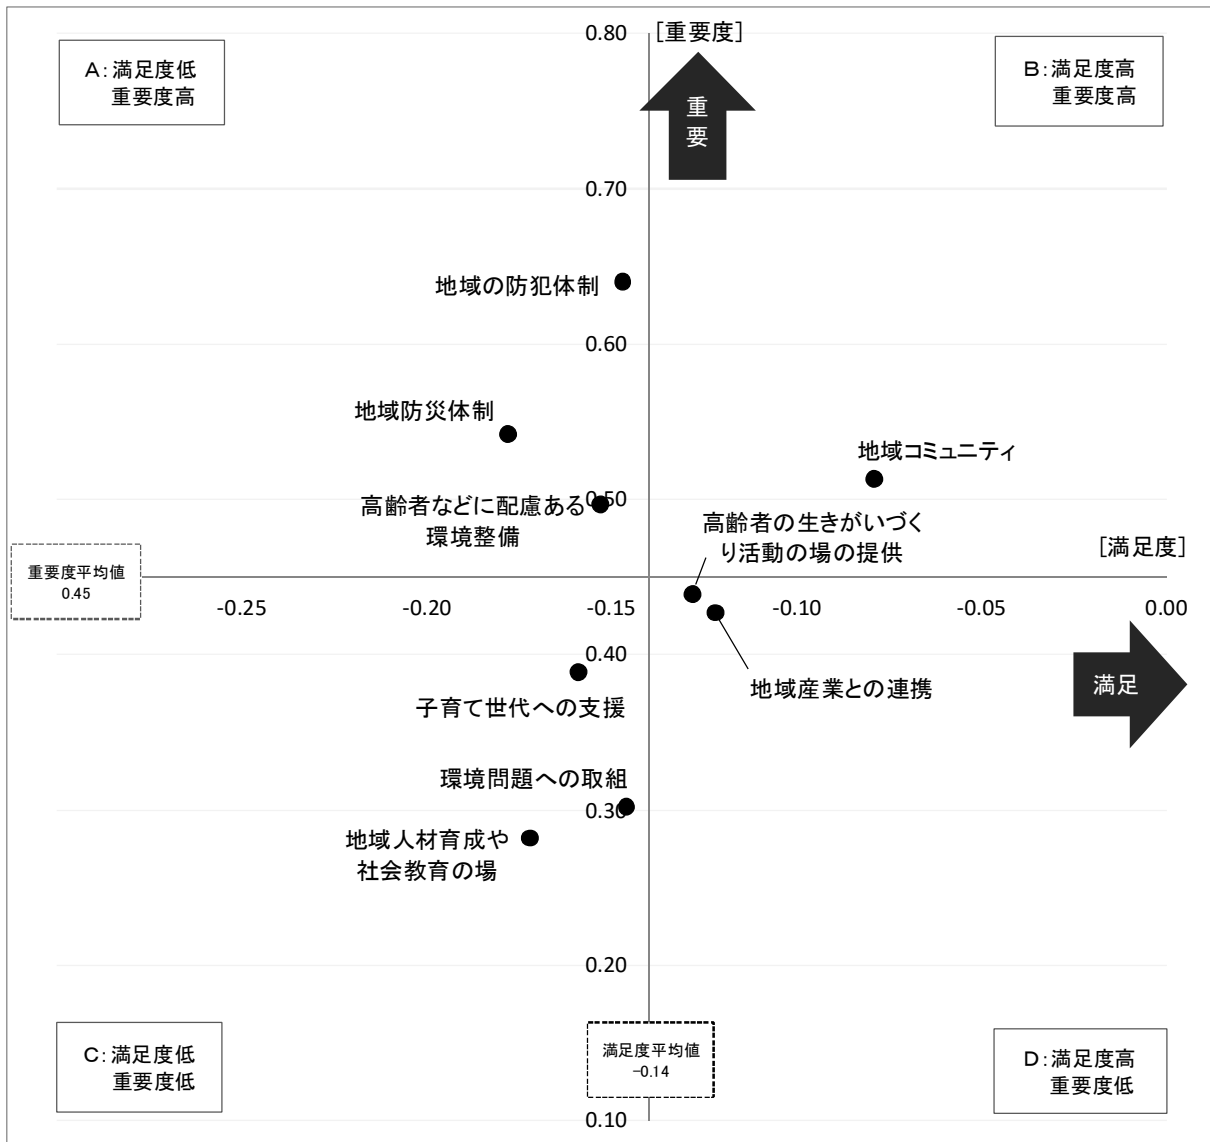 0.80
[重要度]
A:満足度低
重要度高
重
要
B:満足度高
重要度高
0.70
地域の防犯体制
0.60
地域防災体制
地域コミュニティ
0.50
高齢者などに配慮ある
環境整備
高齢者の生きがいづく
り活動の場の提供
[満足度]
重要度平均値
0.45
-0.25
-0.20
-0.15
-0.10
-0.05
0.00
0.40
子育て世代への支援
地域産業との連携
満足
環境問題への取組
0.30
地域人材育成や
社会教育の場
0.20
C:満足度低
重要度低
満足度平均値
-0.14
D:満足度高
重要度低
0.10